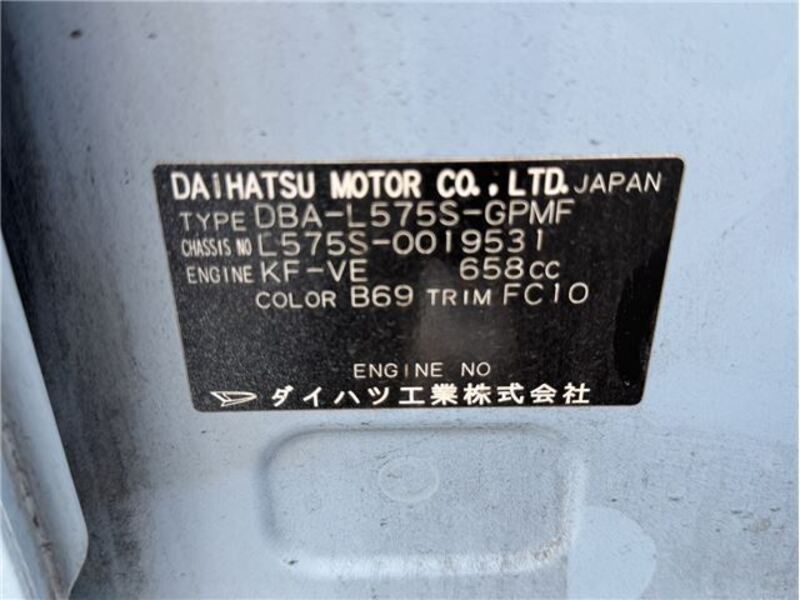 DAIHATSU MOTOR CO., LTD. JAPAN
TYPE DBA-L575S-GPMF
CHASSIS NO L575S-0019531
ENGINE KF-VE 658cc
COLOR B69 TRIM FC10
ENGINE NO
ダイハツ工業株式会社